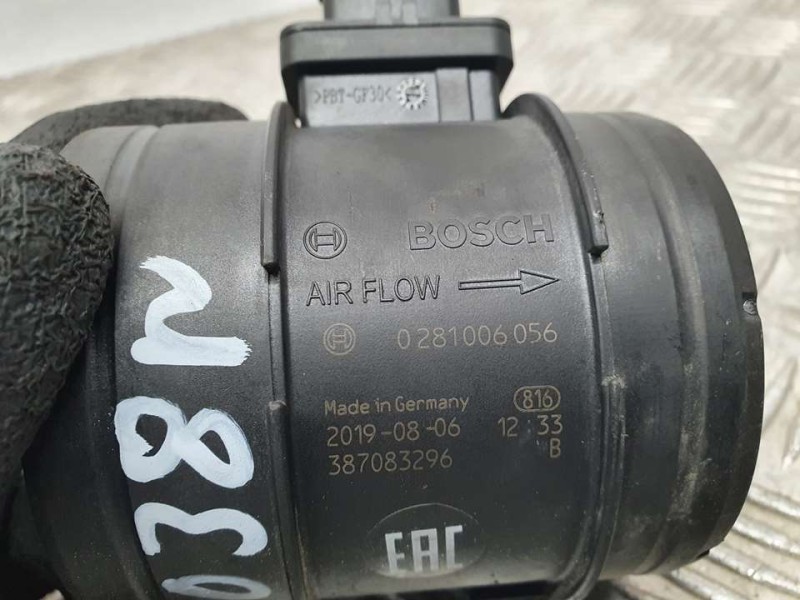 >PBT-GF30<
BOSCH
AIR FLOW
0 281 006 056
Made in Germany 816
2019-08-06 12:33
387083296 B
EAC